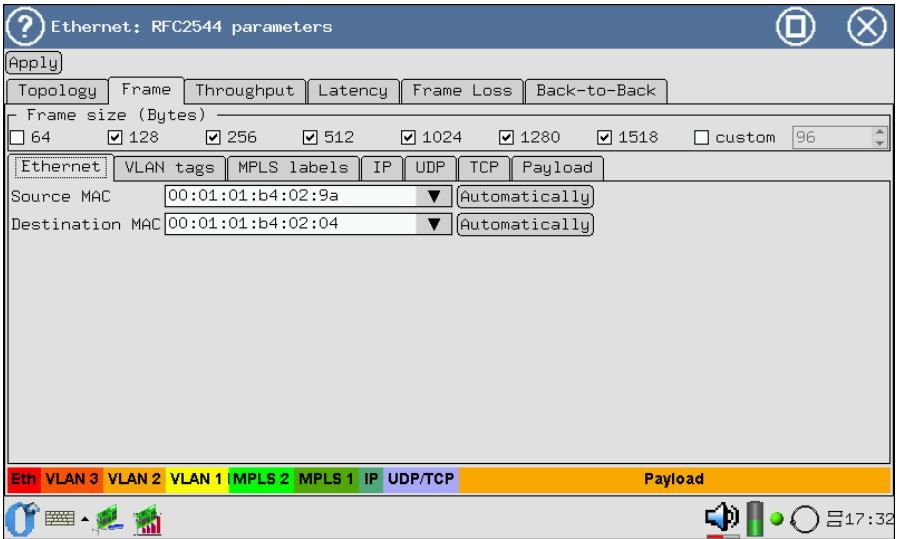 Ethernet: RFC2544 parameters
Apply
Topology Frame Throughput Latency Frame Loss Back-to-Back
Frame size (Bytes)
64 128 256 512 1024 1280 1518 custom 96
Ethernet VLAN tags MPLS labels IP UDP TCP Payload
Source MAC 00:01:01:b4:02:9a Automatically
Destination MAC 00:01:01:b4:02:04 Automatically
Eth VLAN 3 VLAN 2 VLAN 1 MPLS 2 MPLS 1 IP UDP/TCP Payload
17:32